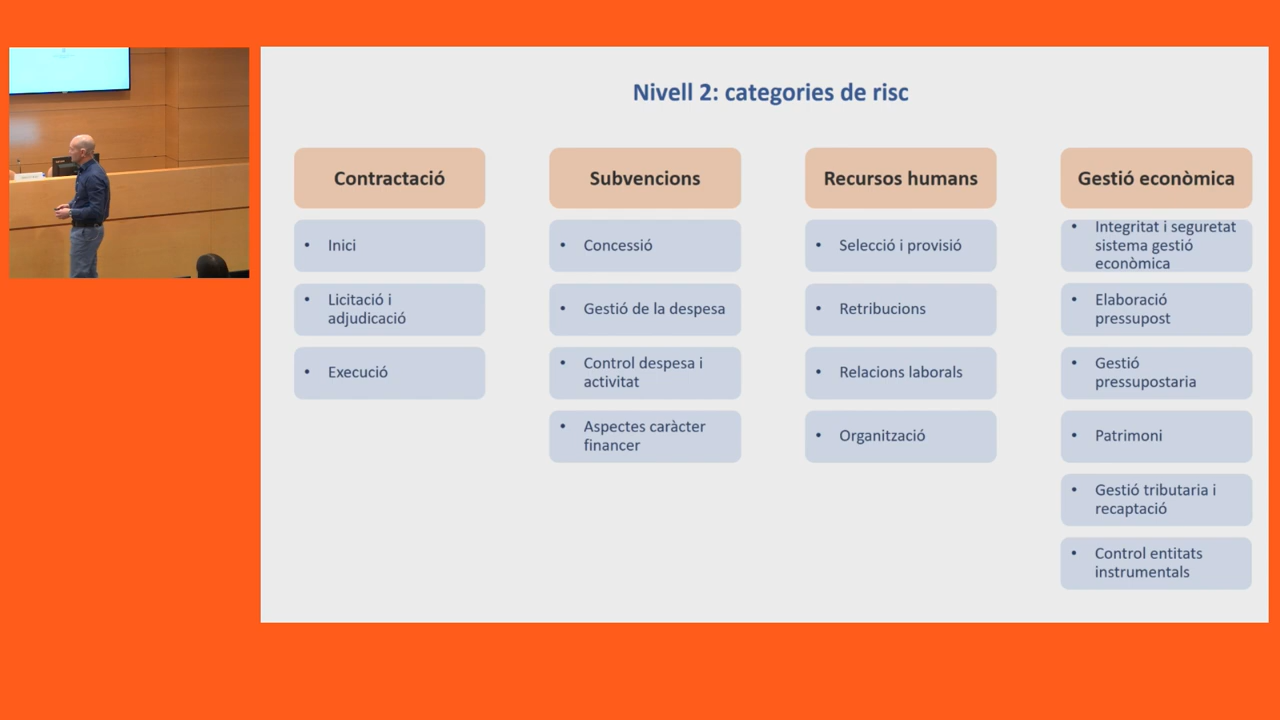 Nivell 2: categories de risc
Contractació
• Inici
• Licitació i
adjudicació
• Execució
Subvencions
• Concessió
• Gestió de la despesa
• Control despesa i
activitat
• Aspectes caràcter
financer
Recursos humans
• Selecció i provisió
• Retribucions
• Relacions laborals
• Organització
Gestió econòmica
• Integritat i seguretat
sistema gestió
econòmica
• Elaboració
pressupost
• Gestió
pressupostaria
• Patrimoni
• Gestió tributaria i
recaptació
• Control entitats
instrumentals